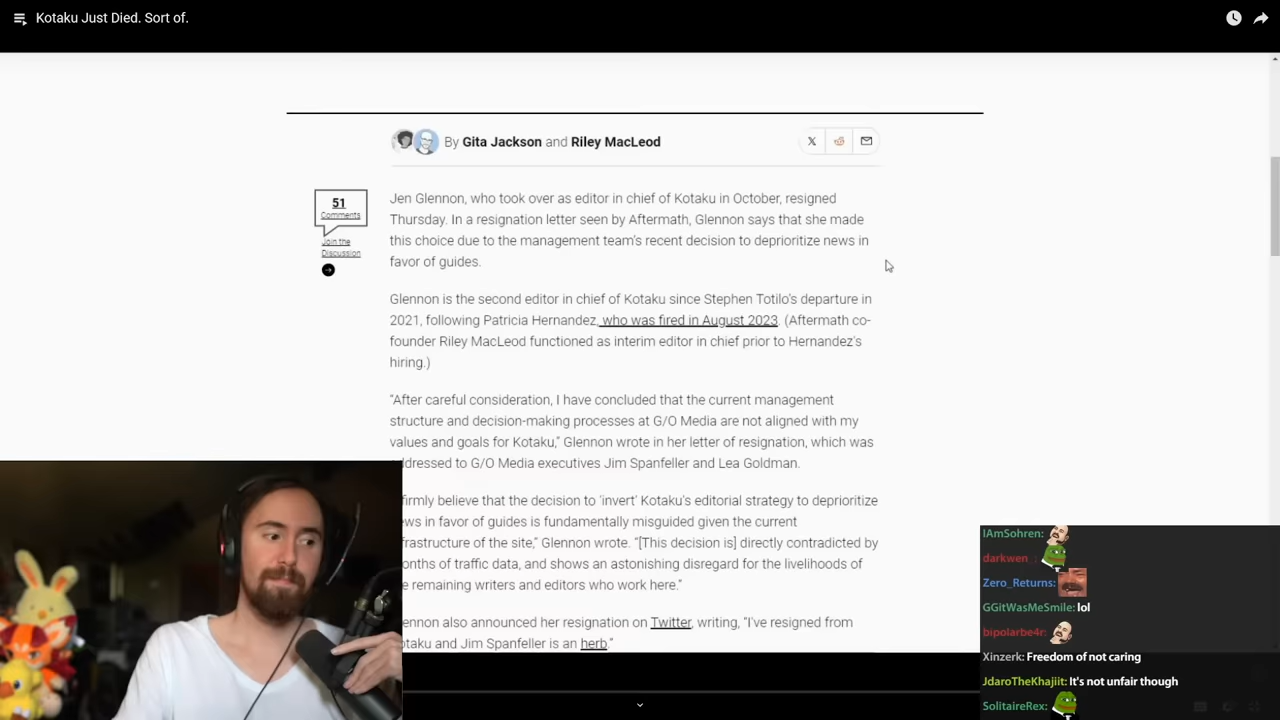 Kotaku Just Died. Sort of.
By Gita Jackson and Riley MacLeod
51
Comments
Join the
Discussion
Jen Glennon, who took over as editor in chief of Kotaku in October, resigned
Thursday. In a resignation letter seen by Aftermath, Glennon says that she made
this choice due to the management team's recent decision to deprioritize news in
favor of guides.
Glennon is the second editor in chief of Kotaku since Stephen Totilo's departure in
2021, following Patricia Hernandez, who was fired in August 2023. (Aftermath co-
founder Riley MacLeod functioned as interim editor in chief prior to Hernandez's
hiring.)
“After careful consideration, I have concluded that the current management
structure and decision-making processes at G/O Media are not aligned with my
values and goals for Kotaku,” Glennon wrote in her letter of resignation, which was
ddressed to G/O Media executives Jim Spanfeller and Lea Goldman.
firmly believe that the decision to ‘invert’ Kotaku's editorial strategy to deprioritize
ews in favor of guides is fundamentally misguided given the current
frastructure of the site,” Glennon wrote. “[This decision is] directly contradicted by
onths of traffic data, and shows an astonishing disregard for the livelihoods of
e remaining writers and editors who work here.”
ennon also announced her resignation on Twitter, writing, “I've resigned from
otaku and Jim Spanfeller is an herb.”
IAmSohren:
darkwen
Zero_Returns:
GGitWasMeSmile: lol
bipolarbe4r:
Xinzerk: Freedom of not caring
JdaroTheKhajiit: It's not unfair though
SolitaireRex: